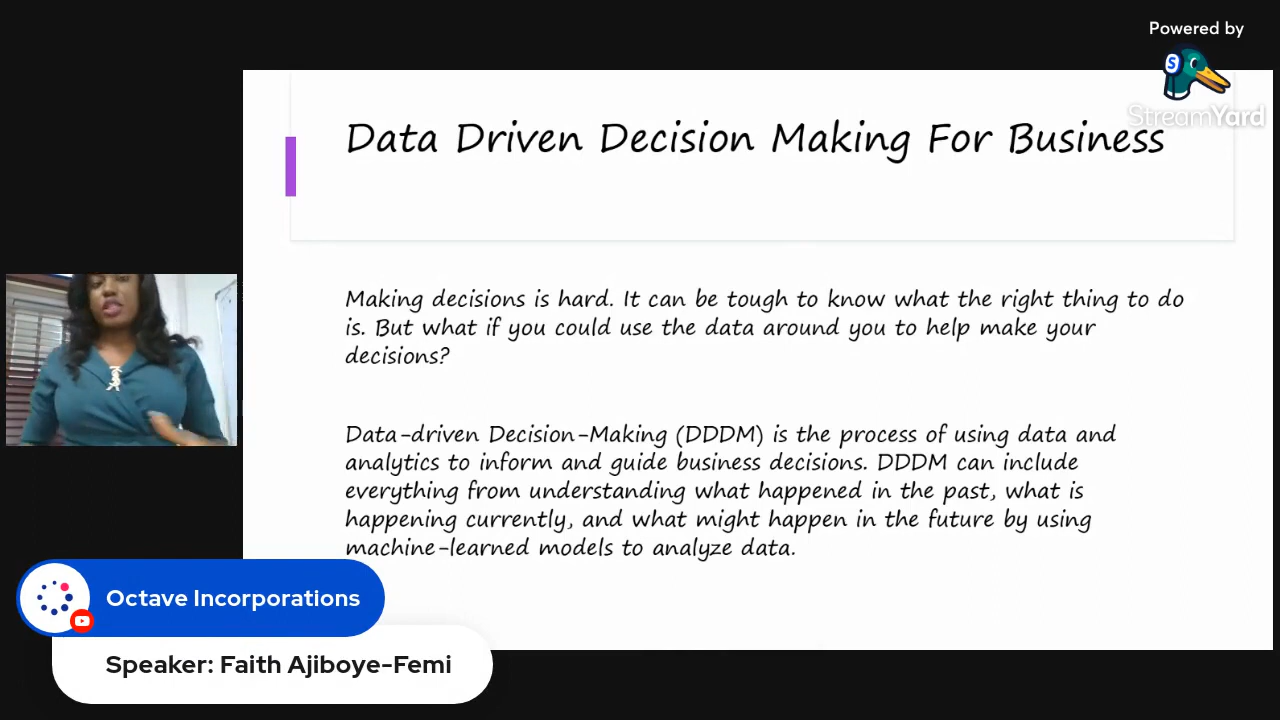 Powered by
StreamYard
Data Driven Decision Making For Business
Making decisions is hard. It can be tough to know what the right thing to do
is. But what if you could use the data around you to help make your
decisions?
Data-driven Decision-Making (DDDM) is the process of using data and
analytics to inform and guide business decisions. DDDM can include
everything from understanding what happened in the past, what is
happening currently, and what might happen in the future by using
machine-learned models to analyze data.
Octave Incorporations
Speaker: Faith Ajiboye-Femi